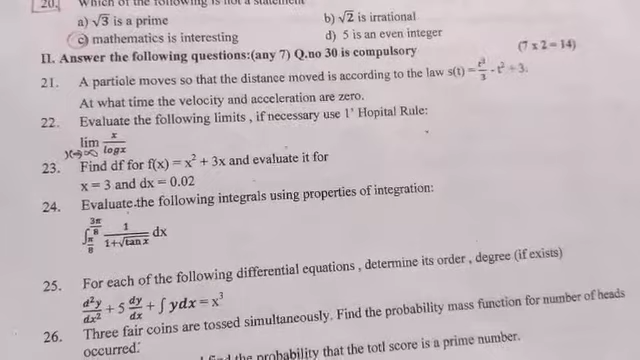 20. Which of the following is not a statement
a) √3 is a prime b) √2 is irrational
c) mathematics is interesting d) 5 is an even integer
II. Answer the following questions:(any 7) Q.no 30 is compulsory (7 x 2= 14)
21. A particle moves so that the distance moved is according to the law s(t) = t³/3 - t² + 3.
At what time the velocity and acceleration are zero.
22. Evaluate the following limits , if necessary use l' Hopital Rule:
lim x→∞ x/logx
23. Find df for f(x) = x² + 3x and evaluate it for
x = 3 and dx = 0.02
24. Evaluate.the following integrals using properties of integration:
∫ π/8 3π/8 1/(1+√tan x) dx
25. For each of the following differential equations , determine its order , degree (if exists)
d²y/dx² + 5 dy/dx + ∫ ydx = x³
26. Three fair coins are tossed simultaneously. Find the probability mass function for number of heads
occurred.
find the probability that the totl score is a prime number.